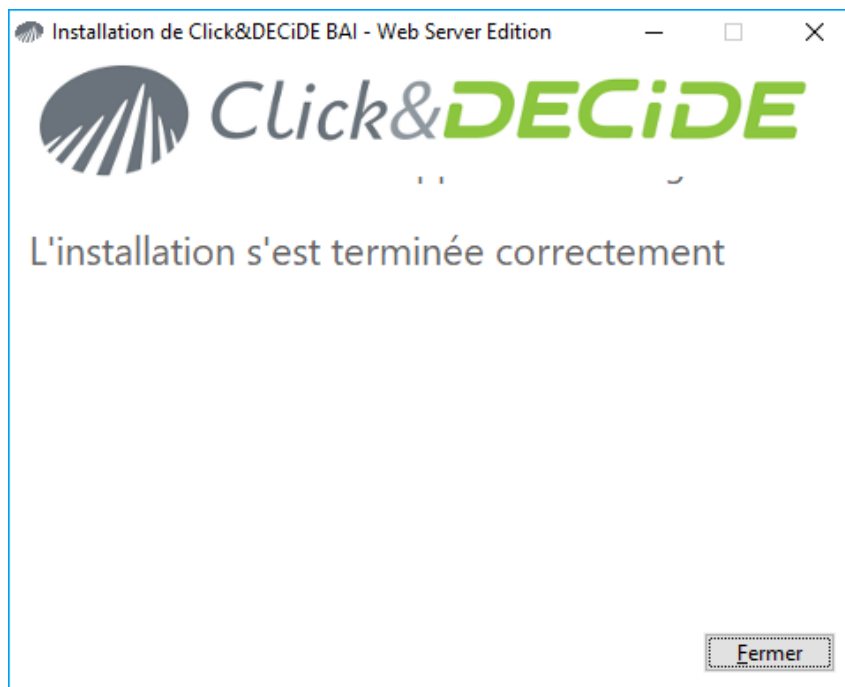 Installation de Click&DECiDE BAI - Web Server Edition
Click&DECiDE
L'installation s'est terminée correctement
Fermer